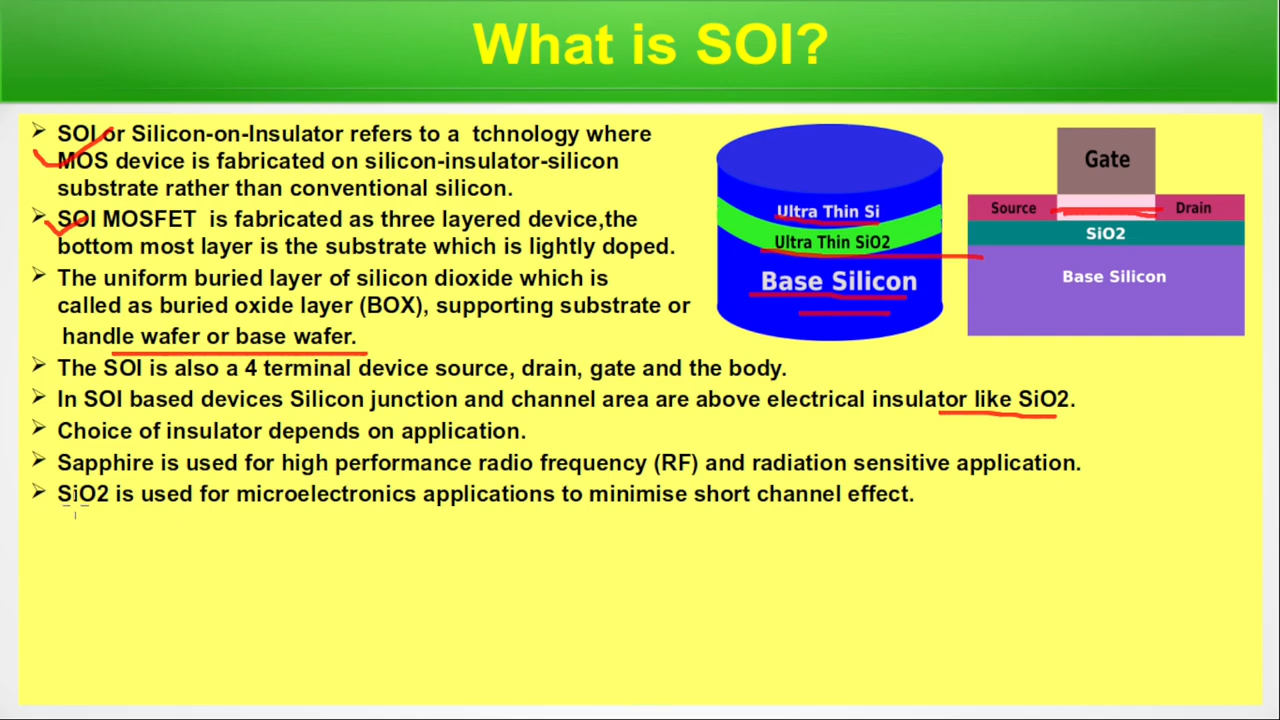 What is SOI?
SOI or Silicon-on-Insulator refers to a tchnology where
MOS device is fabricated on silicon-insulator-silicon
substrate rather than conventional silicon.
SOI MOSFET is fabricated as three layered device,the
bottom most layer is the substrate which is lightly doped.
The uniform buried layer of silicon dioxide which is
called as buried oxide layer (BOX), supporting substrate or
handle wafer or base wafer.
The SOI is also a 4 terminal device source, drain, gate and the body.
In SOI based devices Silicon junction and channel area are above electrical insulator like SiO2.
Choice of insulator depends on application.
Sapphire is used for high performance radio frequency (RF) and radiation sensitive application.
SiO2 is used for microelectronics applications to minimise short channel effect.
Ultra Thin Si
Ultra Thin SiO2
Base Silicon
Gate
Source
Drain
SiO2
Base Silicon